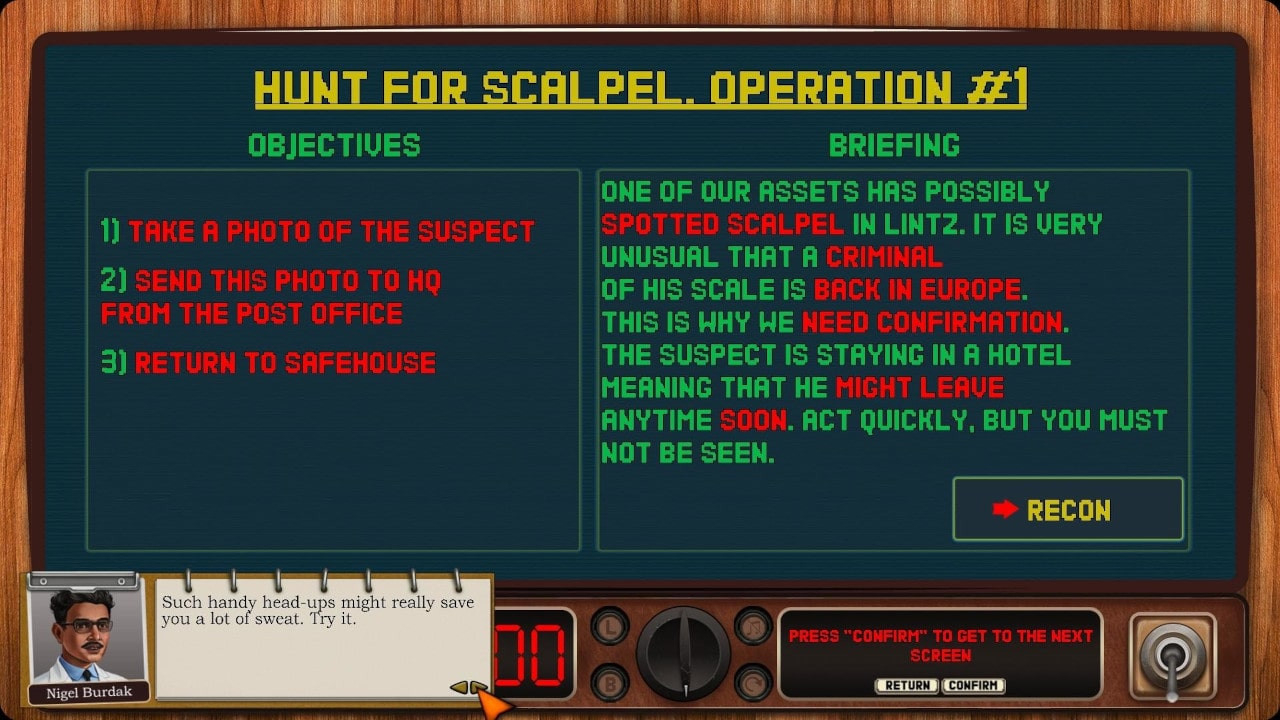 HUNT FOR SCALPEL. OPERATION #1
OBJECTIVES
1) TAKE A PHOTO OF THE SUSPECT
2) SEND THIS PHOTO TO HQ
FROM THE POST OFFICE
3) RETURN TO SAFEHOUSE
BRIEFING
ONE OF OUR ASSETS HAS POSSIBLY
SPOTTED SCALPEL IN LINTZ. IT IS VERY
UNUSUAL THAT A CRIMINAL
OF HIS SCALE IS BACK IN EUROPE.
THIS IS WHY WE NEED CONFIRMATION.
THE SUSPECT IS STAYING IN A HOTEL
MEANING THAT HE MIGHT LEAVE
ANYTIME SOON. ACT QUICKLY, BUT YOU MUST
NOT BE SEEN.
RECON
Such handy head-ups might really save
you a lot of sweat. Try it.
Nigel Burdak
00
L
B
PRESS "CONFIRM" TO GET TO THE NEXT
SCREEN
RETURN CONFIRM